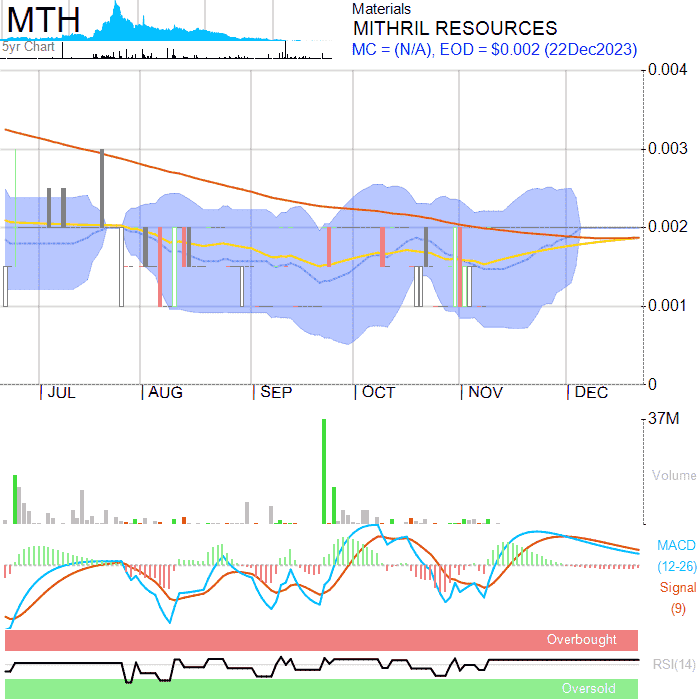 MTH
5yr Chart
Materials
MITHRIL RESOURCES
MC = (N/A), EOD = $0.002 (22Dec2023)
0.004
0.003
0.002
0.001
0
JUL AUG SEP OCT NOV DEC
37M
Volume
MACD
(12-26)
Signal
(9)
Overbought
RSI(14)
Oversold